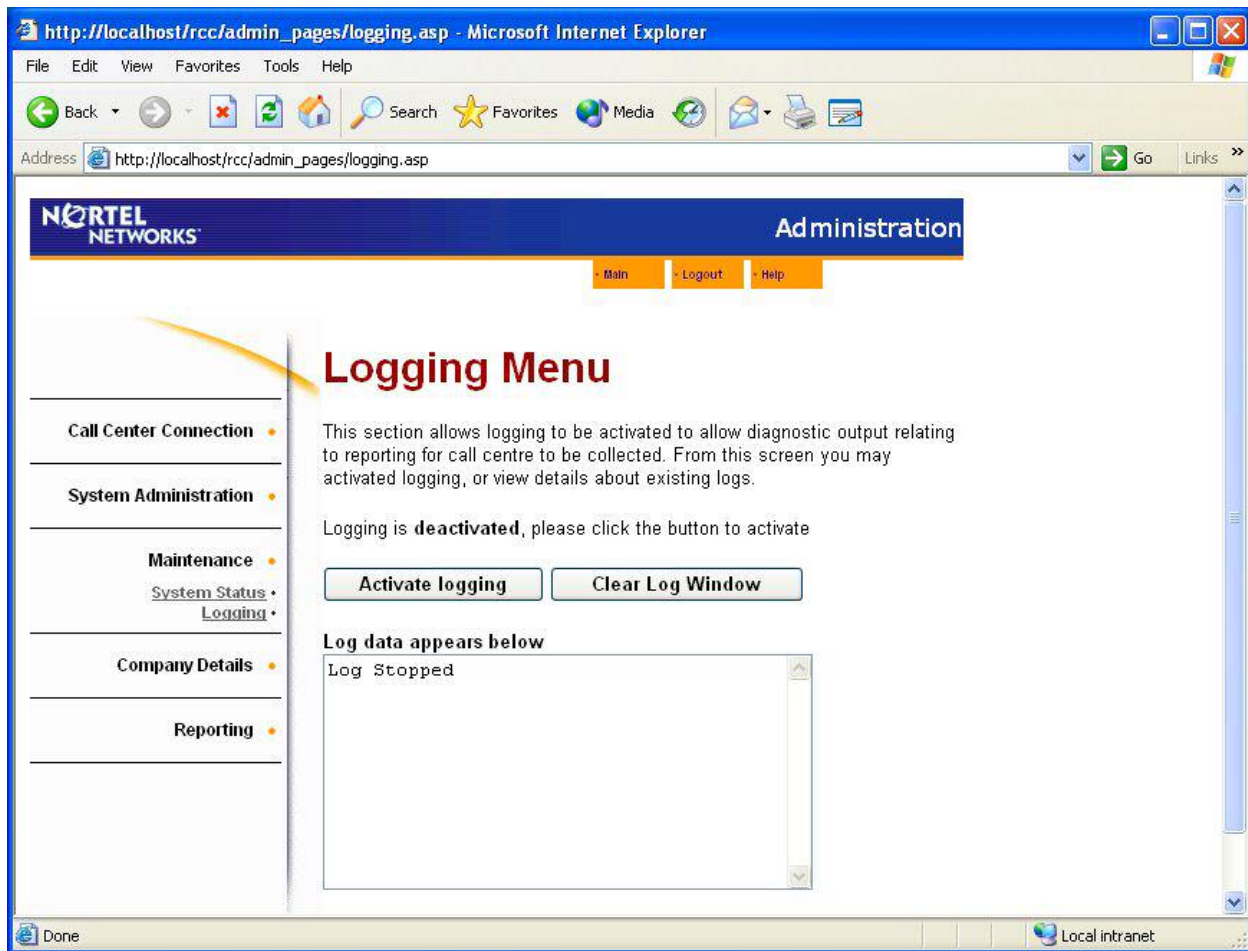 http://localhost/rcc/admin_pages/logging.asp - Microsoft Internet Explorer
File Edit View Favorites Tools Help
Back Search Favorites Media
Address http://localhost/rcc/admin_pages/logging.asp Go Links »
NORTEL
NETWORKS
Administration
Main Logout Help
Logging Menu
Call Center Connection
System Administration
Maintenance
System Status
Logging
Company Details
Reporting
This section allows logging to be activated to allow diagnostic output relating
to reporting for call centre to be collected. From this screen you may
activated logging, or view details about existing logs.
Logging is deactivated, please click the button to activate
Activate logging Clear Log Window
Log data appears below
Log Stopped
Done Local intranet